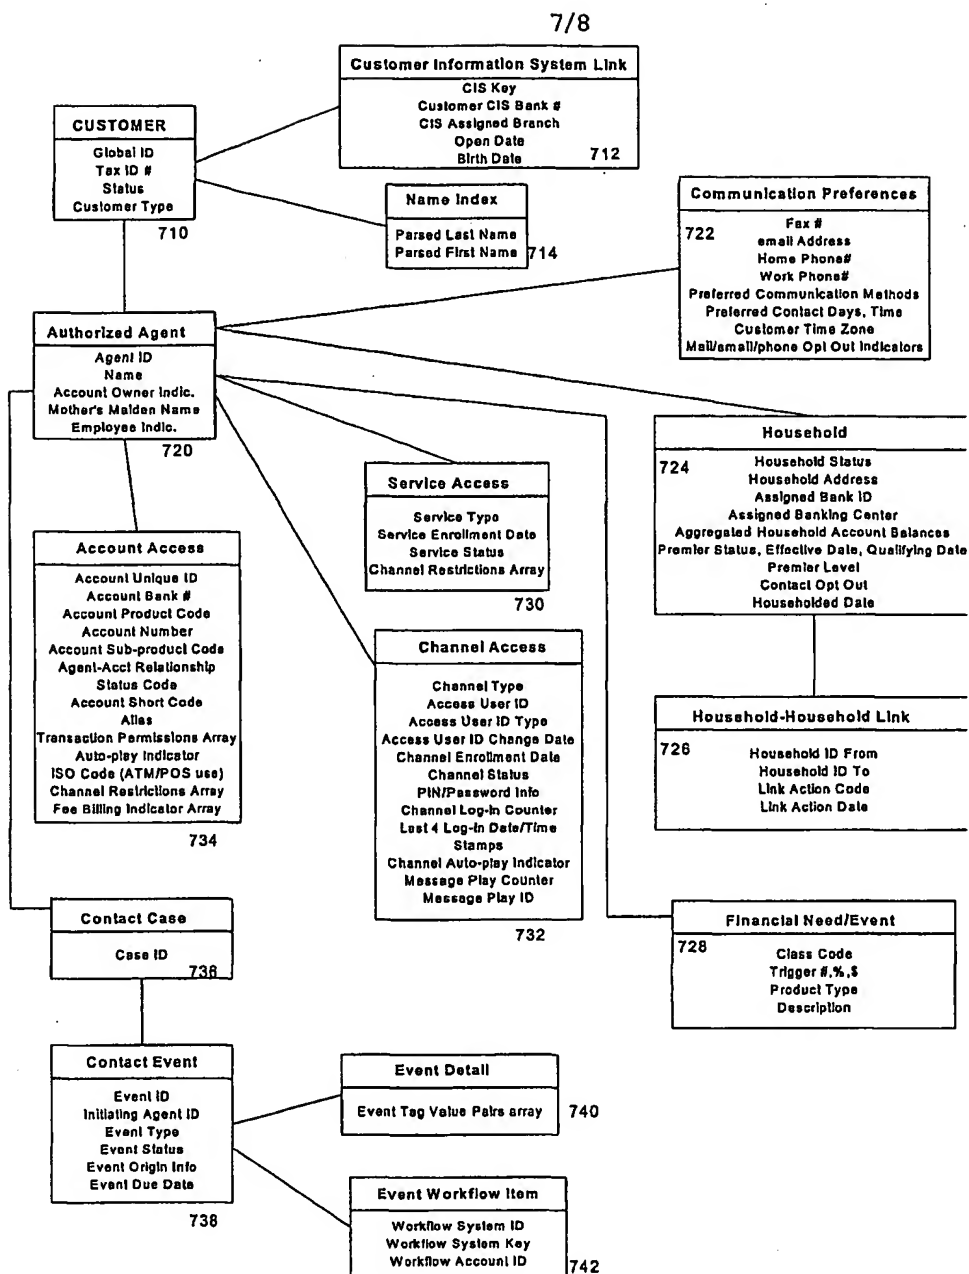 7/8
Customer Information System Link
CIS Key
Customer CIS Bank #
CIS Assigned Branch
Open Date
Birth Date
712
CUSTOMER
Global ID
Tax ID #
Status
Customer Type
710
Name Index
Parsed Last Name
Parsed First Name
714
Communication Preferences
722
Fax #
email Address
Home Phone#
Work Phone#
Preferred Communication Methods
Preferred Contact Days, Time
Customer Time Zone
Mail/email/phone Opt Out Indicators
Authorized Agent
Agent ID
Name
Account Owner Indic.
Mother's Maiden Name
Employee Indic.
720
Household
724
Household Status
Household Address
Assigned Bank ID
Assigned Banking Center
Aggregated Household Account Balances
Premier Status, Effective Date, Qualifying Date
Premier Level
Contact Opt Out
Householded Date
Service Access
Service Type
Service Enrollment Date
Service Status
Channel Restrictions Array
730
Account Access
Account Unique ID
Account Bank #
Account Product Code
Account Number
Account Sub-product Code
Agent-Acct Relationship
Status Code
Account Short Code
Alias
Transaction Permissions Array
Auto-play Indicator
ISO Code (ATM/POS use)
Channel Restrictions Array
Fee Billing Indicator Array
734
Channel Access
Channel Type
Access User ID
Access User ID Type
Access User ID Change Date
Channel Enrollment Date
Channel Status
PIN/Password Info
Channel Log-In Counter
Last 4 Log-In Date/Time
Stamps
Channel Auto-play Indicator
Message Play Counter
Message Play ID
732
Household-Household Link
726
Household ID From
Household ID To
Link Action Code
Link Action Date
Contact Case
Case ID
736
Financial Need/Event
728
Class Code
Trigger #,%,$
Product Type
Description
Contact Event
Event ID
Initiating Agent ID
Event Type
Event Status
Event Origin Info
Event Due Date
738
Event Detail
Event Tag Value Pairs array
740
Event Workflow Item
Workflow System ID
Workflow System Key
Workflow Account ID
742